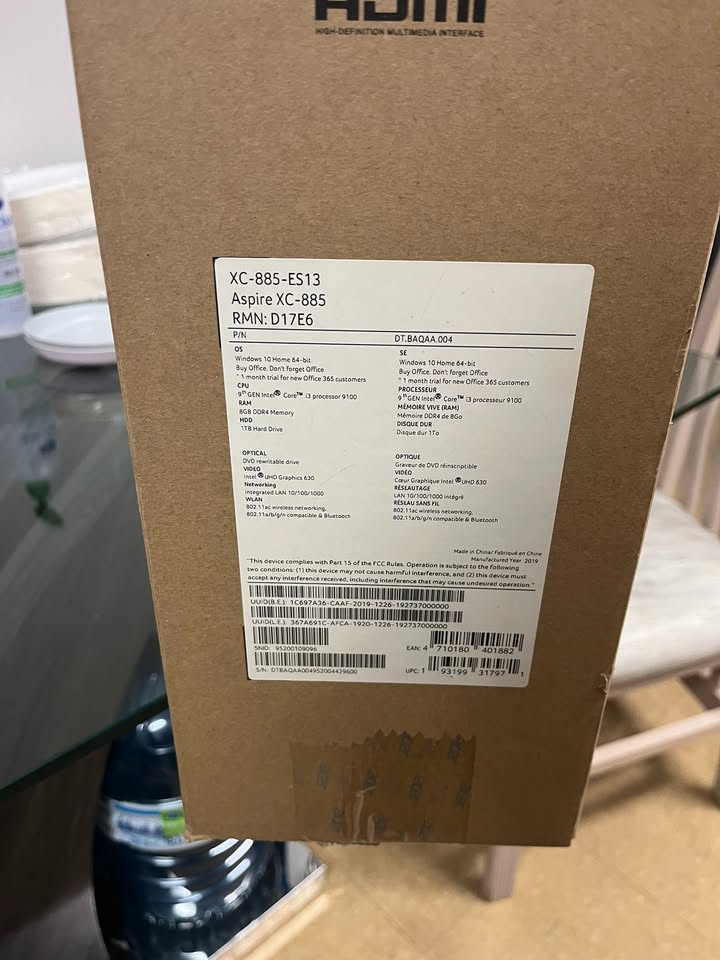 HDMI
HIGH-DEFINITION MULTIMEDIA INTERFACE
XC-885-ES13
Aspire XC-885
RMN: D17E6
P/N DT.BAQAA.004
OS
Windows 10 Home 64-bit
Buy Office. Don't forget Office
* 1 month trial for new Office 365 customers
CPU
9th GEN Intel® Core™ i3 processor 9100
RAM
8GB DDR4 Memory
HDD
1TB Hard Drive
OPTICAL
DVD rewritable drive
VIDEO
Intel ® UHD Graphics 630
Networking
integrated LAN 10/100/1000
WLAN
802.11ac wireless networking,
802.11a/b/g/n compatible & Bluetooth
SE
Windows 10 Home 64-bit
Buy Office. Don't forget Office
* 1 month trial for new Office 365 customers
PROCESSEUR
9th GEN Intel® Core™ i3 processeur 9100
MÉMOIRE VIVE (RAM)
Mémoire DDR4 de 8Go
DISQUE DUR
Disque dur 1To
OPTIQUE
Graveur de DVD réinscriptible
VIDÉO
Cœur Graphique Intel ® UHD 630
RÉSEAUTAGE
LAN 10/100/1000 intégré
RÉSEAU SANS FIL
802.11ac wireless networking,
802.11a/b/g/n compatible & Bluetooth
Made in China/ Fabriqué en Chine
Manufactured Year: 2019
"This device complies with Part 15 of the FCC Rules. Operation is subject to the following
two conditions: (1) this device may not cause harmful interference, and (2) this device must
accept any interference received, including interference that may cause undesired operation."
UUID(B.E.): 1C697A36-CAAF-2019-1226-192737000000
UUID(L.E.): 367A691C-AFCA-1920-1226-192737000000
SNID: 95200109096
EAN: 4 710180 401882
S/N: DTBAQAA004952004429600
UPC: 1 93199 31797 1